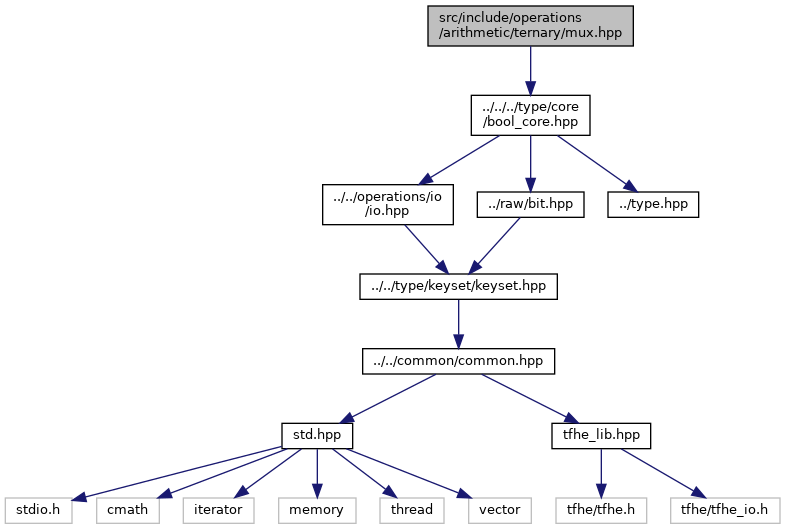 src/include/operations
/arithmetic/ternary/mux.hpp
../../../type/core
/bool_core.hpp
../../operations/io
/io.hpp
../raw/bit.hpp
../type.hpp
../../type/keyset/keyset.hpp
../../common/common.hpp
std.hpp
tfhe_lib.hpp
stdio.h
cmath
iterator
memory
thread
vector
tfhe/tfhe.h
tfhe/tfhe_io.h